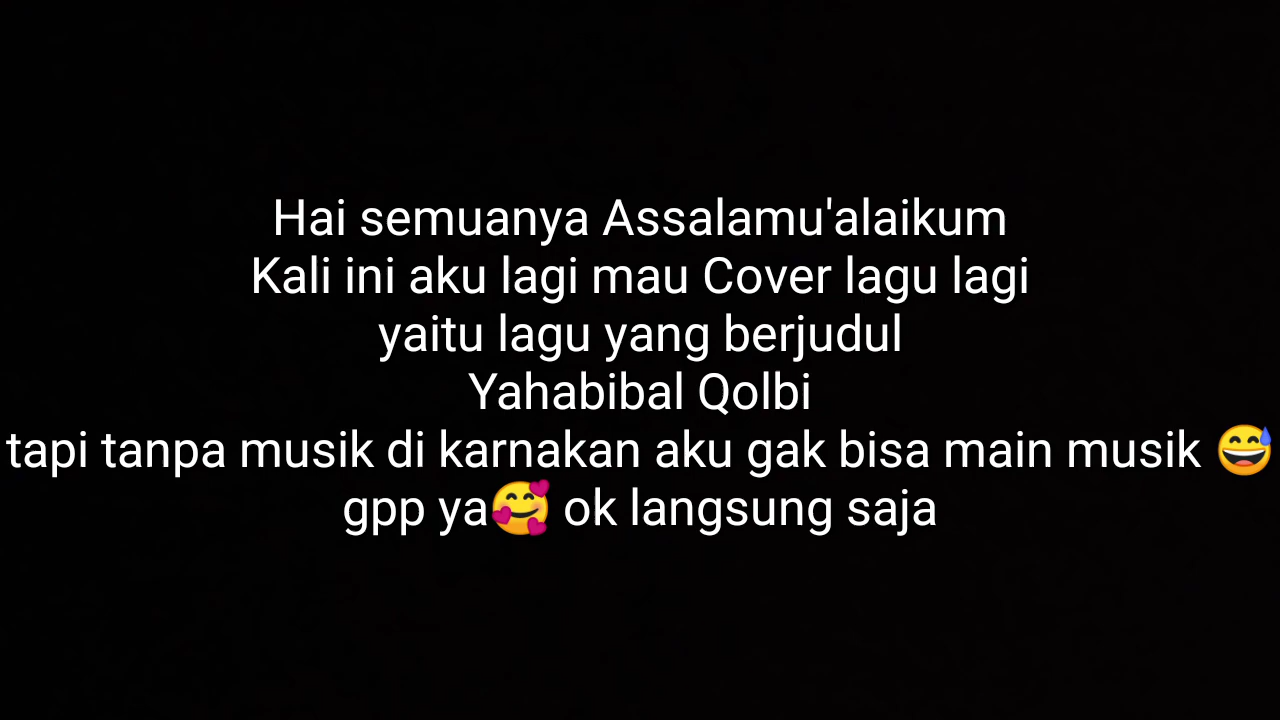 Hai semuanya Assalamu'alaikum
Kali ini aku lagi mau Cover lagu lagi
yaitu lagu yang berjudul
Yahabibal Qolbi
tapi tanpa musik di karnakan aku gak bisa main musik 😅
gpp ya🥰 ok langsung saja